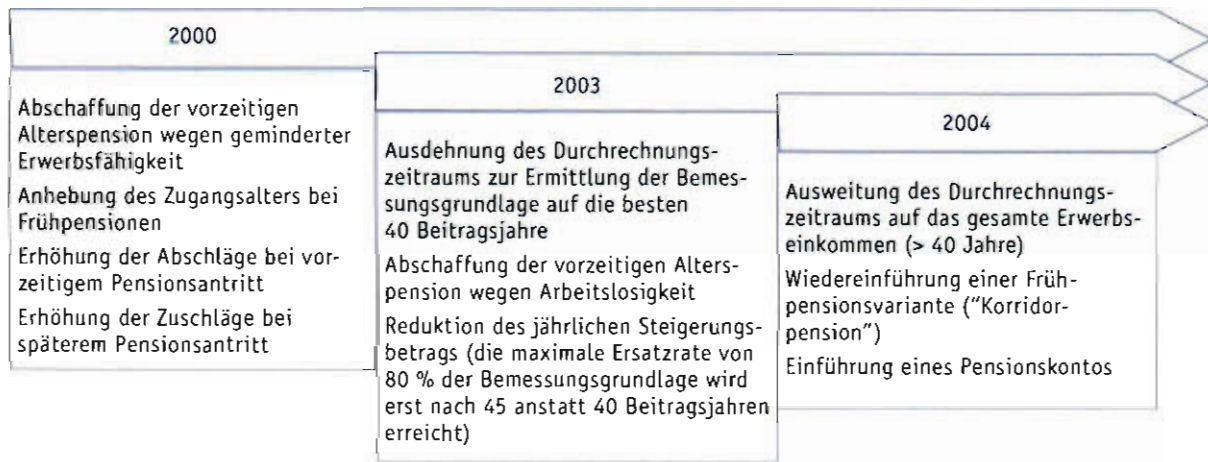 2000
Abschaffung der vorzeitigen
Alterspension wegen geminderter
Erwerbsfähigkeit
Anhebung des Zugangsalters bei
Frühpensionen
Erhöhung der Abschläge bei vor-
zeitigem Pensionsantritt
Erhöhung der Zuschläge bei
späterem Pensionsantritt
2003
Ausdehnung des Durchrechnungs-
zeitraums zur Ermittlung der Bemes-
sungsgrundlage auf die besten
40 Beitragsjahre
Abschaffung der vorzeitigen Alters-
pension wegen Arbeitslosigkeit
Reduktion des jährlichen Steigerungs-
betrags (die maximale Ersatzrate von
80 % der Bemessungsgrundlage wird
erst nach 45 anstatt 40 Beitragsjahren
erreicht)
2004
Ausweitung des Durchrechnungs-
zeitraums auf das gesamte Erwerbs-
einkommen (> 40 Jahre)
Wiedereinführung einer Früh-
pensionsvariante ("Korridor-
pension")
Einführung eines Pensionskontos